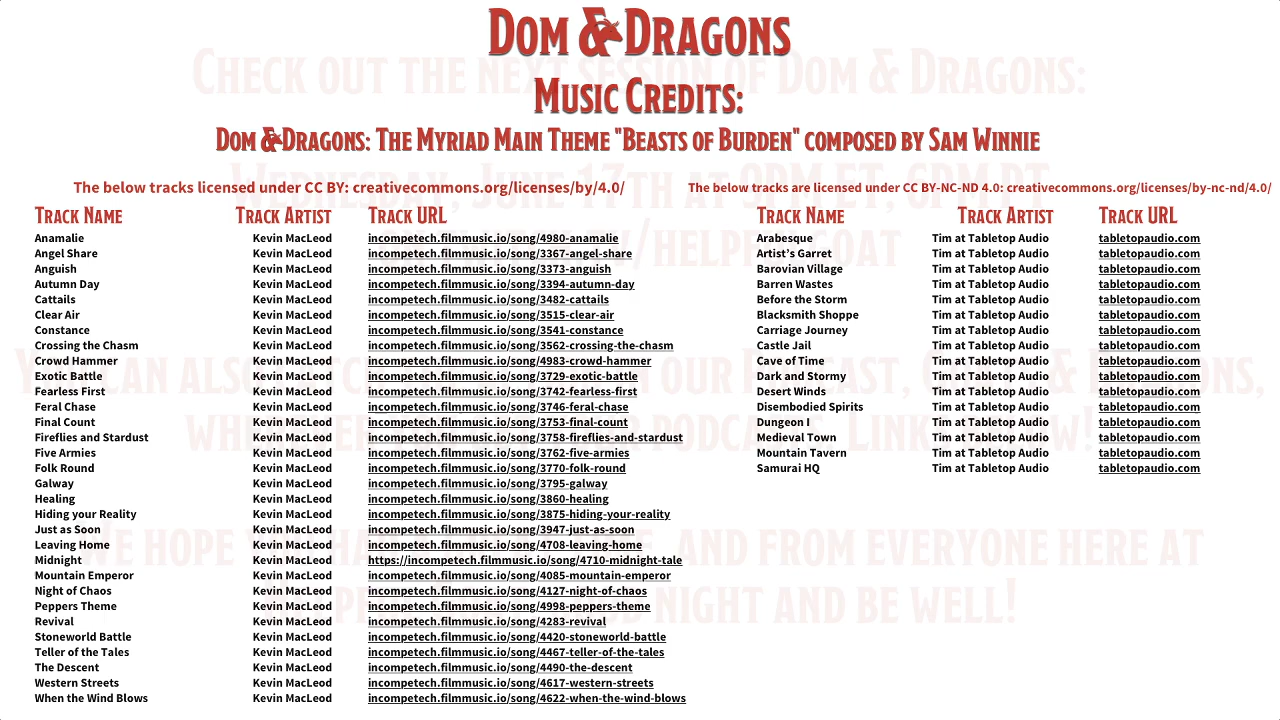 Dom & Dragons
Check out the next session of Dom & Dragons:
Music Credits:
Dom & Dragons: The Myriad Main Theme "Beasts of Burden" composed by Sam Winnie
Wednesday, June 17th at 9PM ET, 6PM PT
The below tracks licensed under CC BY: creativecommons.org/licenses/by/4.0/
Track Name Track Artist Track URL
Anamalie Kevin MacLeod incompetech.filmmusic.io/song/4980-anamalie
Angel Share Kevin MacLeod incompetech.filmmusic.io/song/3367-angel-share
Anguish Kevin MacLeod incompetech.filmmusic.io/song/3373-anguish
Autumn Day Kevin MacLeod incompetech.filmmusic.io/song/3394-autumn-day
Cattails Kevin MacLeod incompetech.filmmusic.io/song/3482-cattails
Clear Air Kevin MacLeod incompetech.filmmusic.io/song/3515-clear-air
Constance Kevin MacLeod incompetech.filmmusic.io/song/3541-constance
Crossing the Chasm Kevin MacLeod incompetech.filmmusic.io/song/3562-crossing-the-chasm
Crowd Hammer Kevin MacLeod incompetech.filmmusic.io/song/4983-crowd-hammer
Exotic Battle Kevin MacLeod incompetech.filmmusic.io/song/3729-exotic-battle
Fearless First Kevin MacLeod incompetech.filmmusic.io/song/3742-fearless-first
Feral Chase Kevin MacLeod incompetech.filmmusic.io/song/3746-feral-chase
Final Count Kevin MacLeod incompetech.filmmusic.io/song/3753-final-count
Fireflies and Stardust Kevin MacLeod incompetech.filmmusic.io/song/3758-fireflies-and-stardust
Five Armies Kevin MacLeod incompetech.filmmusic.io/song/3762-five-armies
Folk Round Kevin MacLeod incompetech.filmmusic.io/song/3770-folk-round
Galway Kevin MacLeod incompetech.filmmusic.io/song/3795-galway
Healing Kevin MacLeod incompetech.filmmusic.io/song/3860-healing
Hiding your Reality Kevin MacLeod incompetech.filmmusic.io/song/3875-hiding-your-reality
Just as Soon Kevin MacLeod incompetech.filmmusic.io/song/3947-just-as-soon
Leaving Home Kevin MacLeod incompetech.filmmusic.io/song/4708-leaving-home
Midnight Kevin MacLeod https://incompetech.filmmusic.io/song/4710-midnight-tale
Mountain Emperor Kevin MacLeod incompetech.filmmusic.io/song/4085-mountain-emperor
Night of Chaos Kevin MacLeod incompetech.filmmusic.io/song/4127-night-of-chaos
Peppers Theme Kevin MacLeod incompetech.filmmusic.io/song/4998-peppers-theme
Revival Kevin MacLeod incompetech.filmmusic.io/song/4283-revival
Stoneworld Battle Kevin MacLeod incompetech.filmmusic.io/song/4420-stoneworld-battle
Teller of the Tales Kevin MacLeod incompetech.filmmusic.io/song/4467-teller-of-the-tales
The Descent Kevin MacLeod incompetech.filmmusic.io/song/4490-the-descent
Western Streets Kevin MacLeod incompetech.filmmusic.io/song/4617-western-streets
When the Wind Blows Kevin MacLeod incompetech.filmmusic.io/song/4622-when-the-wind-blows
The below tracks are licensed under CC BY-NC-ND 4.0: creativecommons.org/licenses/by-nc-nd/4.0/
Track Name Track Artist Track URL
Arabesque Tim at Tabletop Audio tabletopaudio.com
Artist's Garret Tim at Tabletop Audio tabletopaudio.com
Barovian Village Tim at Tabletop Audio tabletopaudio.com
Barren Wastes Tim at Tabletop Audio tabletopaudio.com
Before the Storm Tim at Tabletop Audio tabletopaudio.com
Blacksmith Shoppe Tim at Tabletop Audio tabletopaudio.com
Carriage Journey Tim at Tabletop Audio tabletopaudio.com
Castle Jail Tim at Tabletop Audio tabletopaudio.com
Cave of Time Tim at Tabletop Audio tabletopaudio.com
Dark and Stormy Tim at Tabletop Audio tabletopaudio.com
Desert Winds Tim at Tabletop Audio tabletopaudio.com
Disembodied Spirits Tim at Tabletop Audio tabletopaudio.com
Dungeon I Tim at Tabletop Audio tabletopaudio.com
Medieval Town Tim at Tabletop Audio tabletopaudio.com
Mountain Tavern Tim at Tabletop Audio tabletopaudio.com
Samurai HQ Tim at Tabletop Audio tabletopaudio.com
and from everyone here at
night and be well!